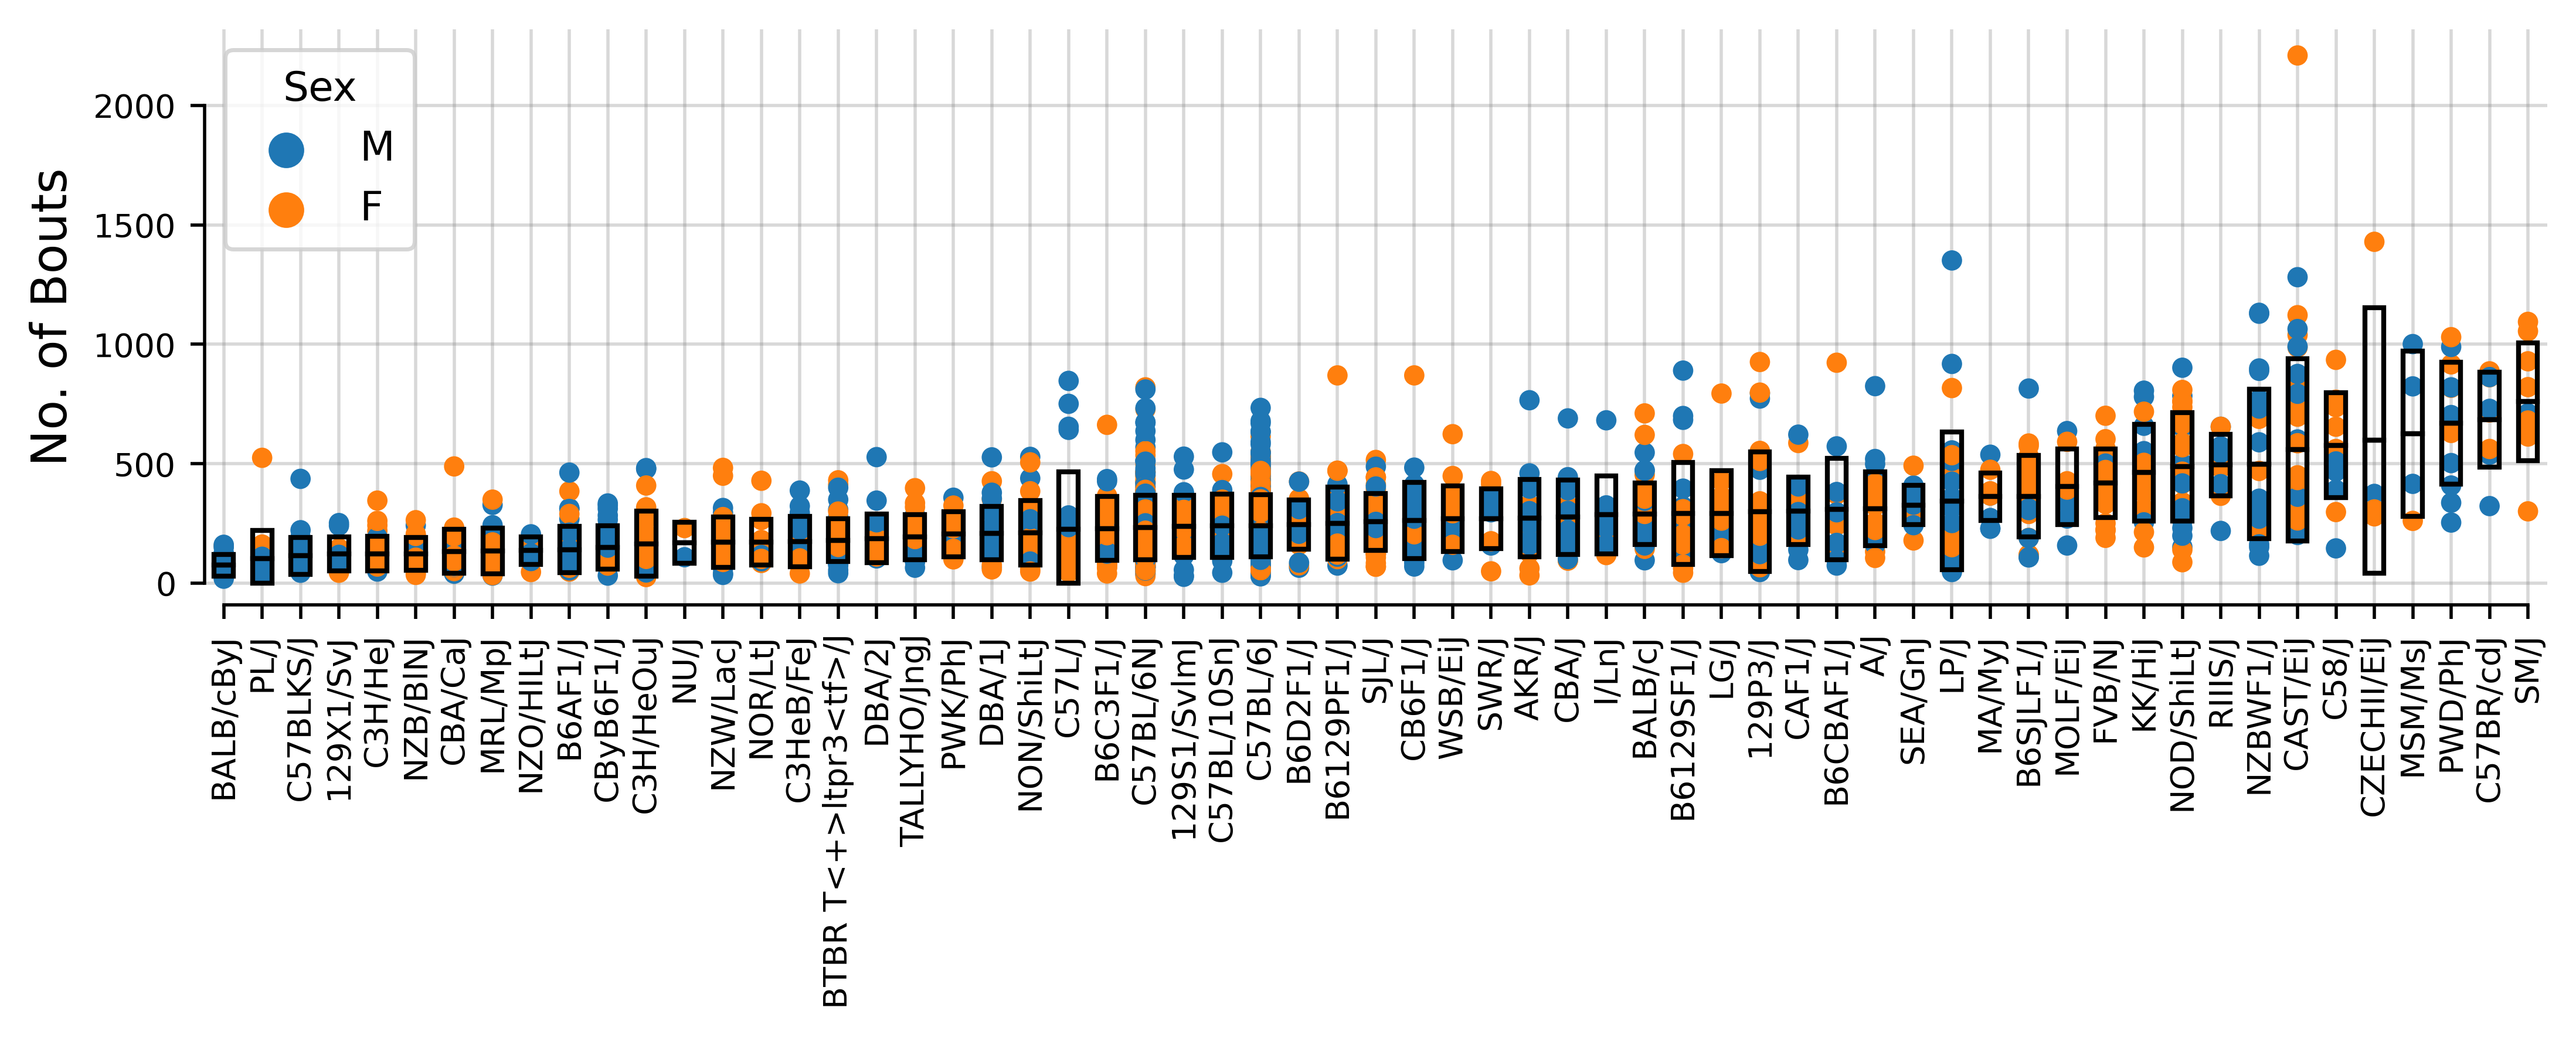 Sex
M
F
No. of Bouts
2000
1500
1000
500
0
BALB/cByJ
PL/J
C57BLKS/J
129X1/SvJ
C3H/HeJ
NZB/BlNJ
CBA/CaJ
MRL/MpJ
NZO/HlLtJ
B6AF1/J
CByB6F1/J
C3H/HeOuJ
NU/J
NZW/LacJ
NOR/LtJ
C3HeB/FeJ
BTBR T<+>ltpr3<tf>/J
DBA/2J
TALLYHO/JngJ
PWK/PhJ
DBA/1J
NON/ShiLtJ
C57L/J
B6C3F1/J
C57BL/6NJ
129S1/SvlmJ
C57BL/10SnJ
C57BL/6J
B6D2F1/J
B6129PF1/J
SJL/J
CB6F1/J
WSB/EiJ
SWR/J
AKR/J
CBA/J
I/LnJ
BALB/cJ
B6129SF1/J
LG/J
129P3/J
CAF1/J
B6CBAF1/J
A/J
SEA/GnJ
LP/J
MA/MyJ
B6SJLF1/J
MOLF/EiJ
FVB/NJ
KK/HiJ
NOD/ShiLtJ
RIIIS/J
NZBWF1/J
CAST/EiJ
C58/J
CZECHII/EiJ
MSM/MsJ
PWD/PhJ
C57BR/cdJ
SM/J